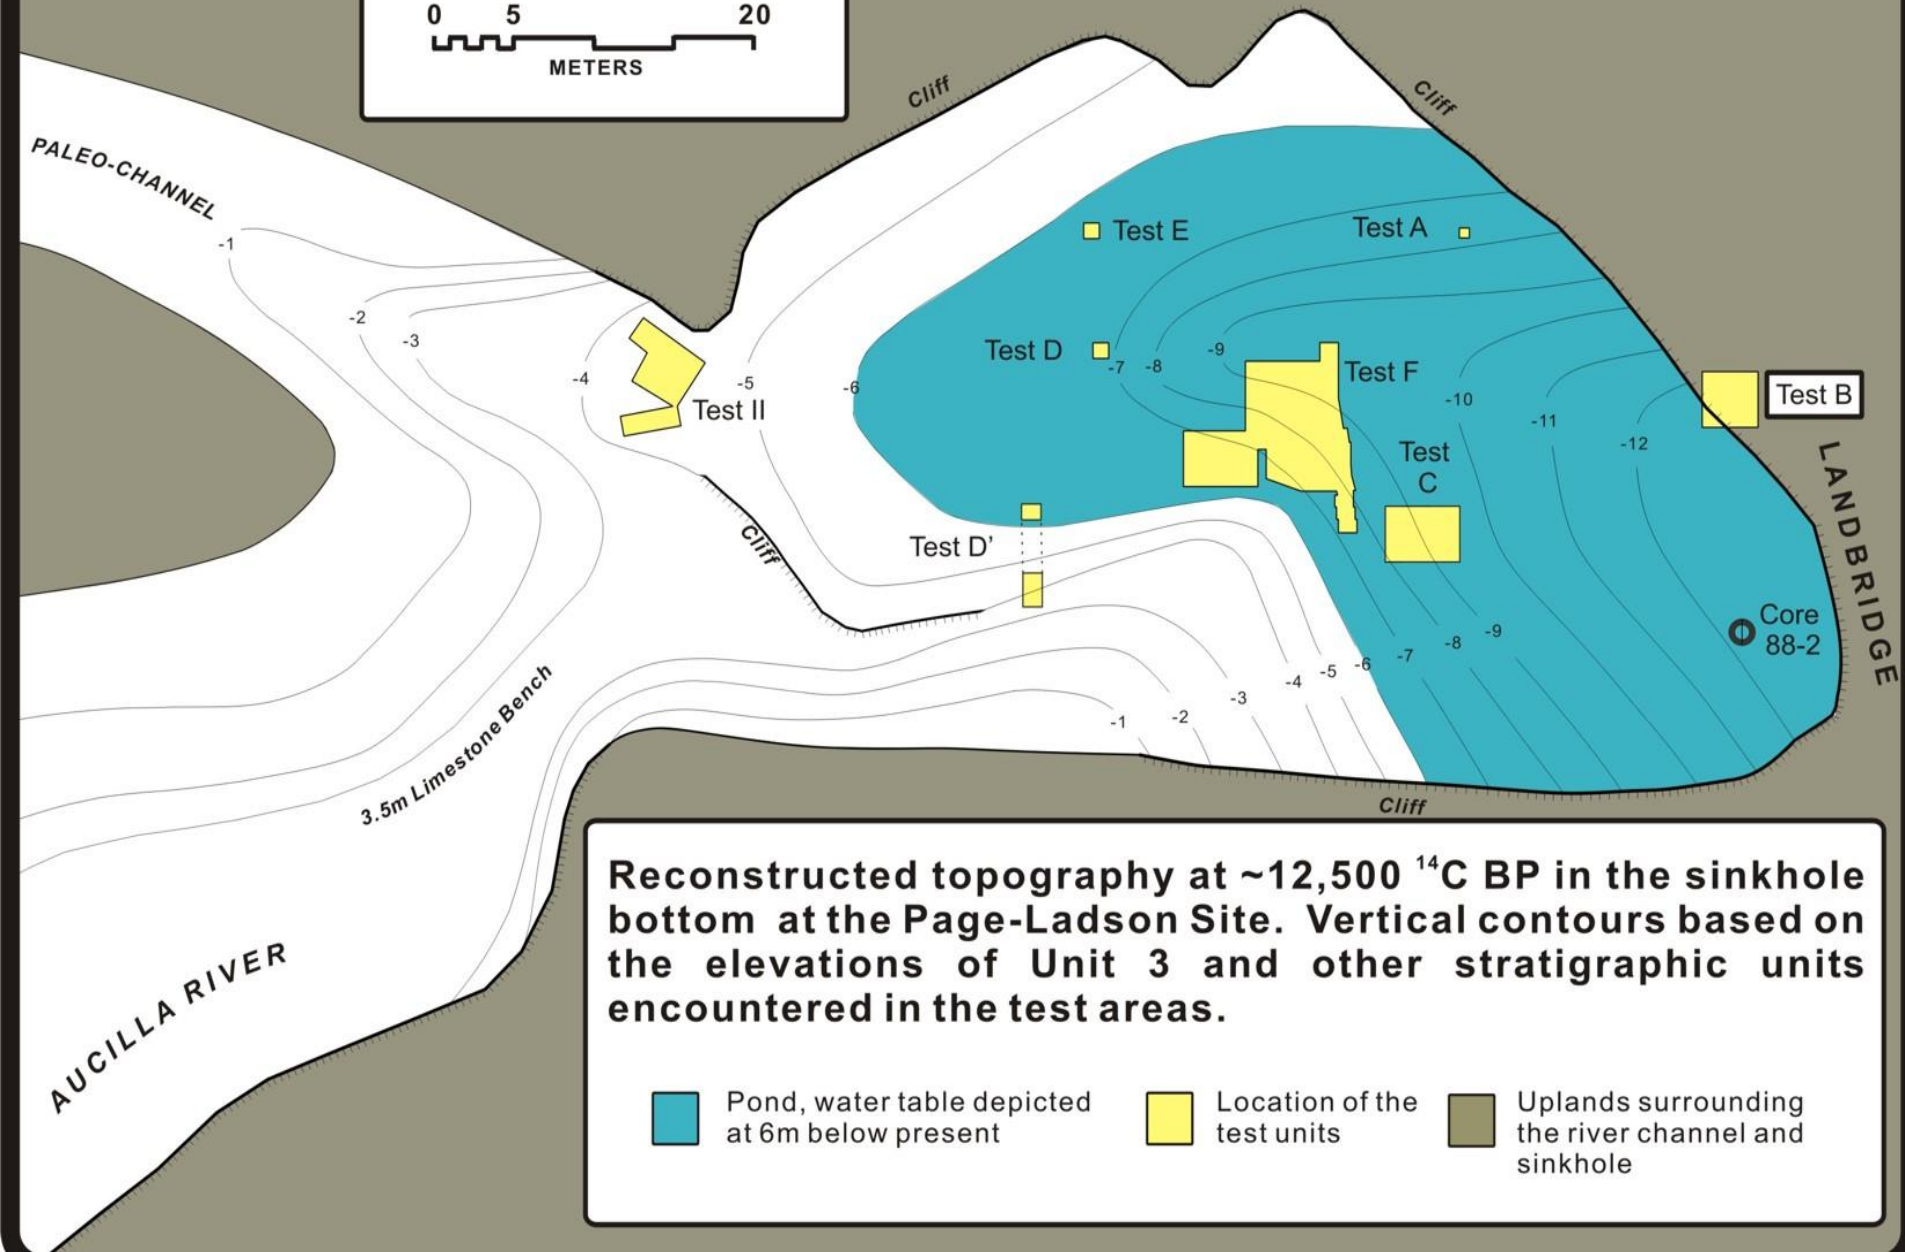 0 5 20
METERS
Cliff
Cliff
PALEO-CHANNEL
Test E
Test A
-1
-2
-3
-4
-5
-6
Test D
-7
-8
-9
Test F
-10
-11
-12
Test B
Test II
Test
C
LANDBRIDGE
Cliff
Test D’
Core
88-2
-9
-8
-7
-6
-5
-4
-3
-2
-1
3.5m Limestone Bench
Cliff
AUCILLA RIVER
Reconstructed topography at ~12,500 ¹⁴C BP in the sinkhole
bottom at the Page-Ladson Site. Vertical contours based on
the elevations of Unit 3 and other stratigraphic units
encountered in the test areas.
Pond, water table depicted
at 6m below present
Location of the
test units
Uplands surrounding
the river channel and
sinkhole